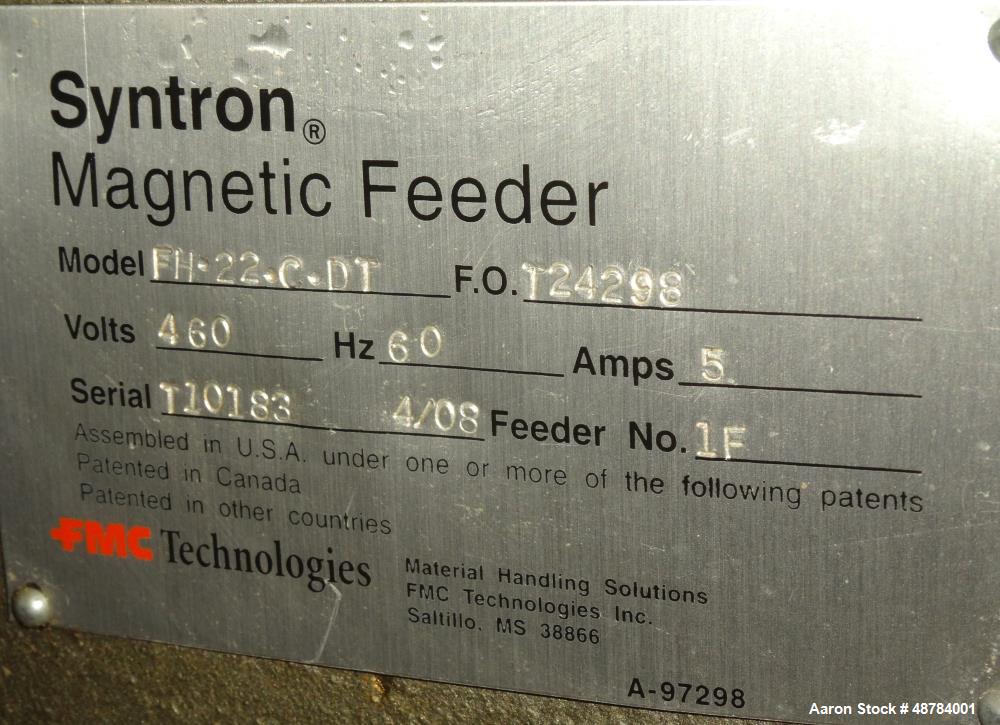 Syntron®
Magnetic Feeder
Model FH-22-C-DT F.O. T24298
Volts 460 Hz 60 Amps 5
Serial T10183 4/08 Feeder No. 1F
Assembled in U.S.A. under one or more of the following patents
Patented in Canada
Patented in other countries
FMC Technologies
Material Handling Solutions
FMC Technologies Inc.
Saltillo, MS 38866
A-97298
Aaron Stock # 48784001